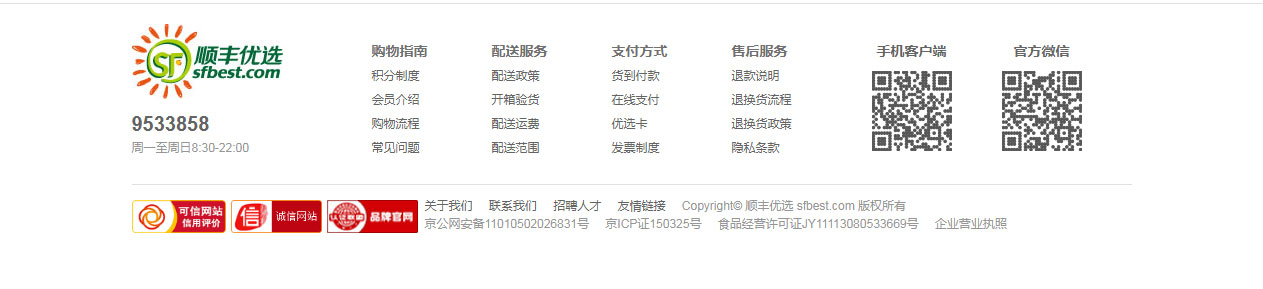 顺丰优选
sfbest.com
9533858
周一至周日8:30-22:00
购物指南
积分制度
会员介绍
购物流程
常见问题
配送服务
配送政策
开箱验货
配送运费
配送范围
支付方式
货到付款
在线支付
优选卡
发票制度
售后服务
退款说明
退换货流程
退换货政策
隐私条款
手机客户端
官方微信
可信网站
信用评价
信
诚信网站
认证联盟
品牌官网
关于我们 联系我们 招聘人才 友情链接 Copyright© 顺丰优选 sfbest.com 版权所有
京公网安备11010502026831号 京ICP证150325号 食品经营许可证JY11113080533669号 企业营业执照